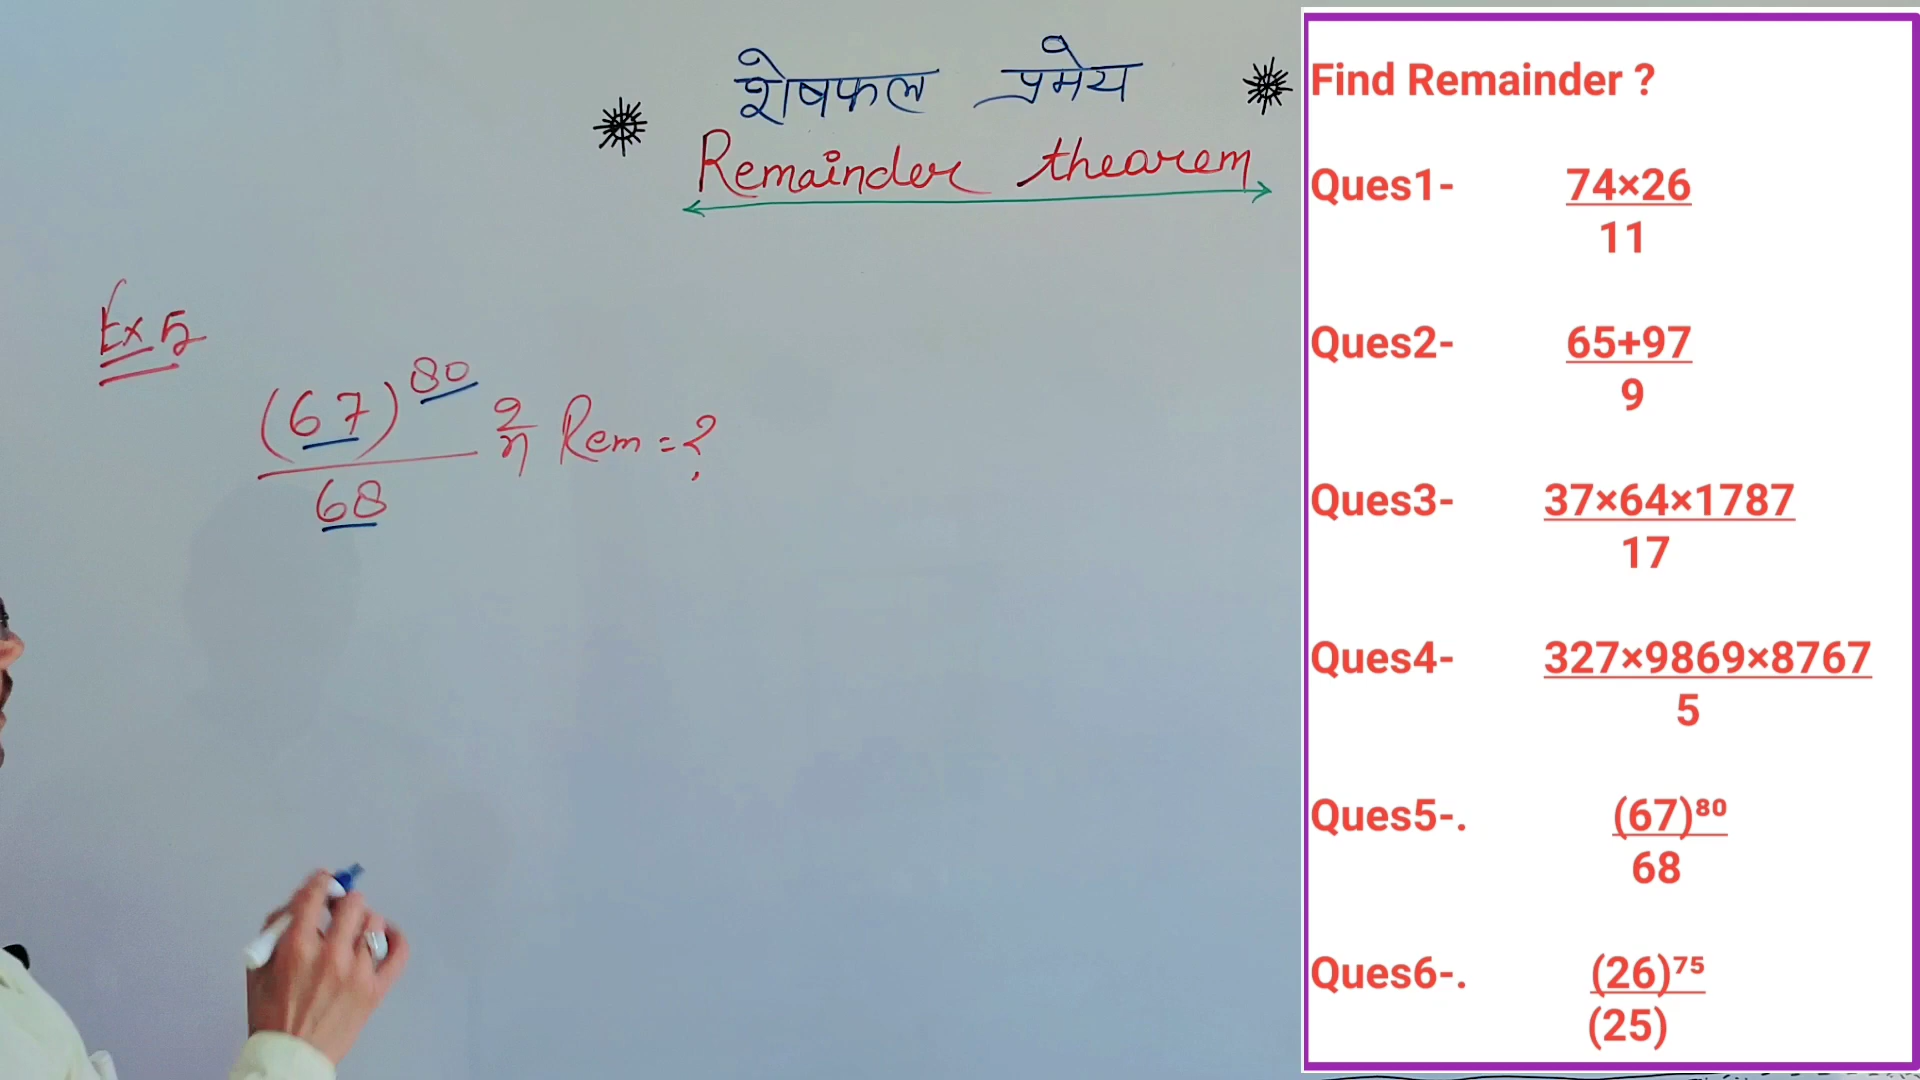 शेषफल प्रमेय
Remainder thearem
Ex 5
(67)⁸⁰
68
Rem = ?
Find Remainder ?
Ques1- 74×26
11
Ques2- 65+97
9
Ques3- 37×64×1787
17
Ques4- 327×9869×8767
5
Ques5-. (67)⁸⁰
68
Ques6-. (26)⁷⁵
(25)